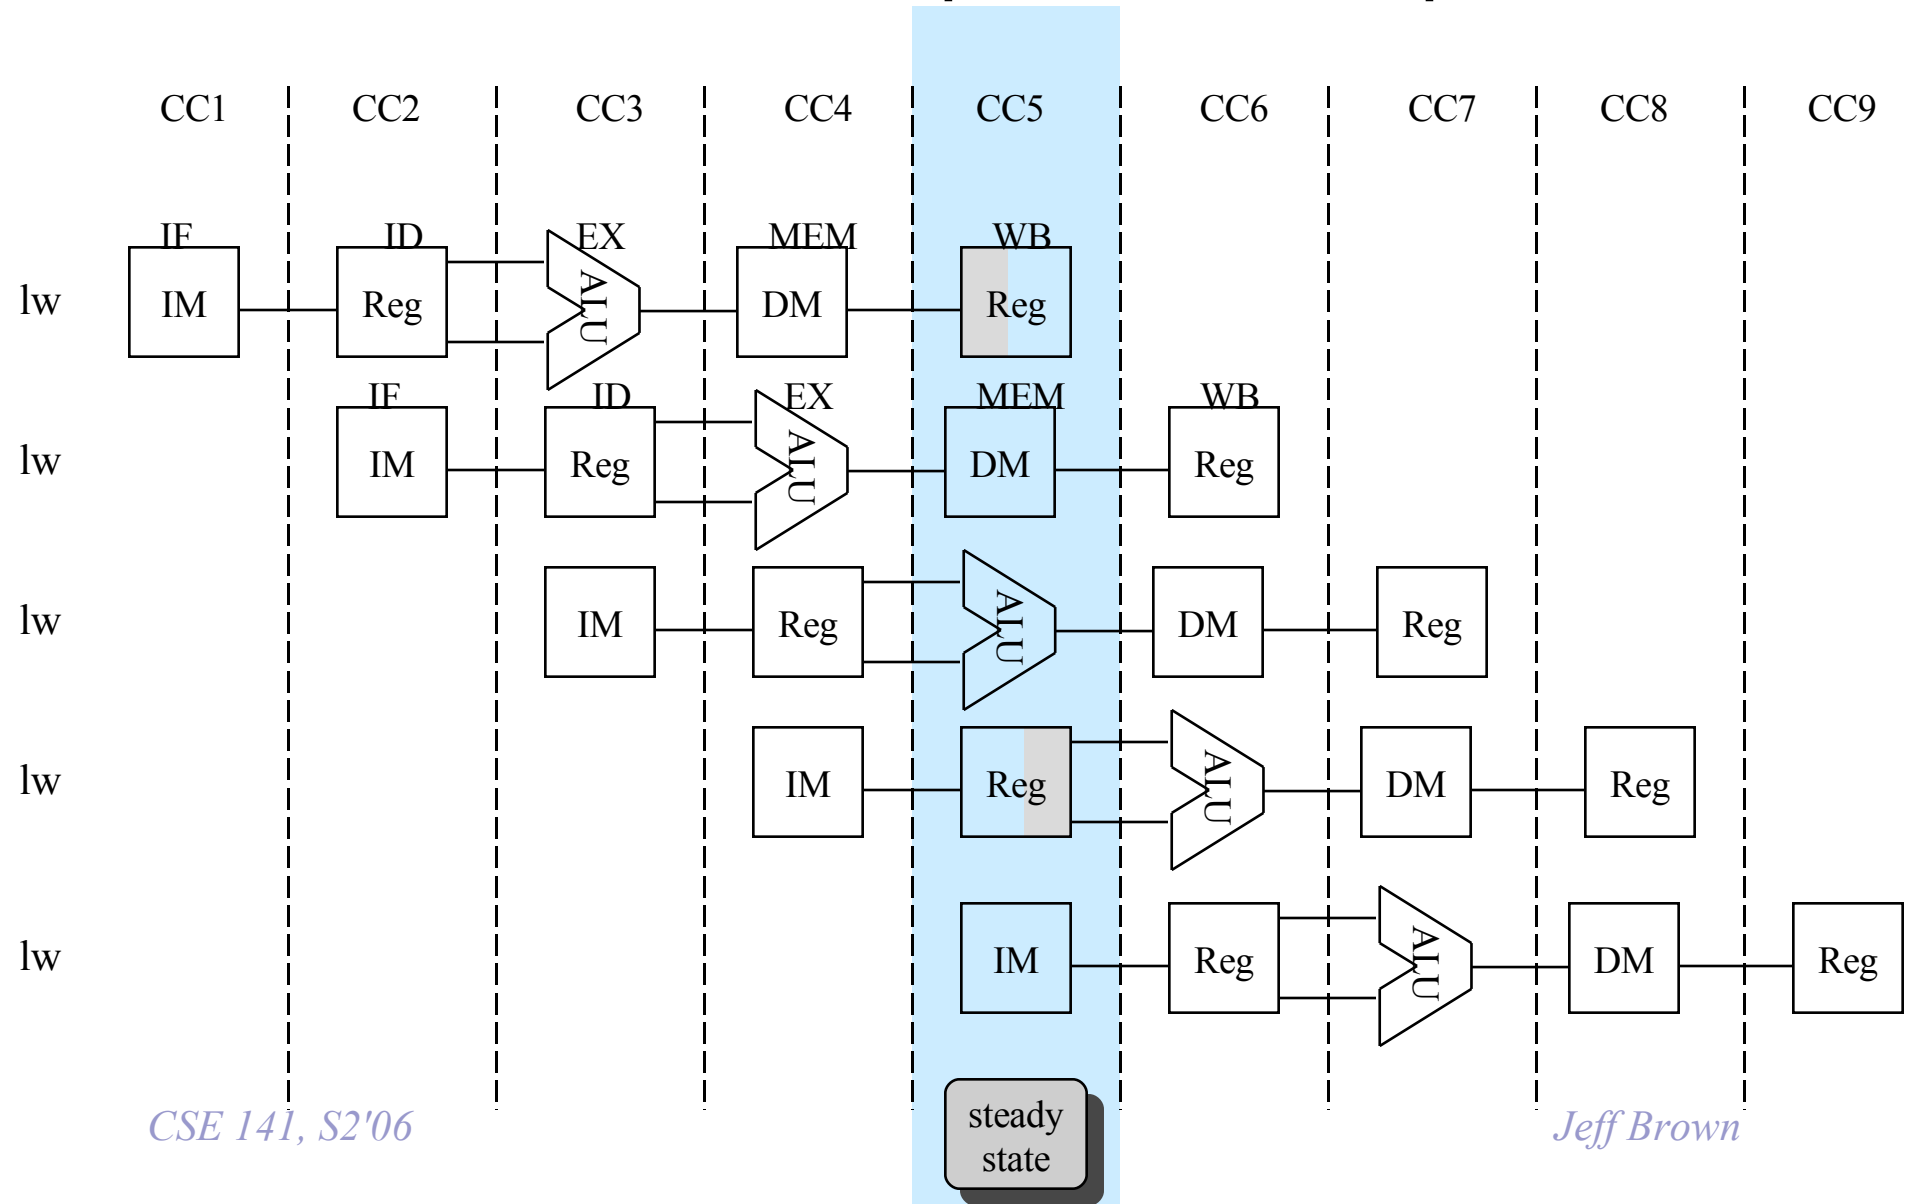 CC1 CC2 CC3 CC4 CC5 CC6 CC7 CC8 CC9
IF ID EX MEM WB
lw IM Reg ALU DM Reg
IF ID EX MEM WB
lw IM Reg ALU DM Reg
lw IM Reg ALU DM Reg
lw IM Reg ALU DM Reg
lw IM Reg ALU DM Reg
steady
state
CSE 141, S2'06
Jeff Brown